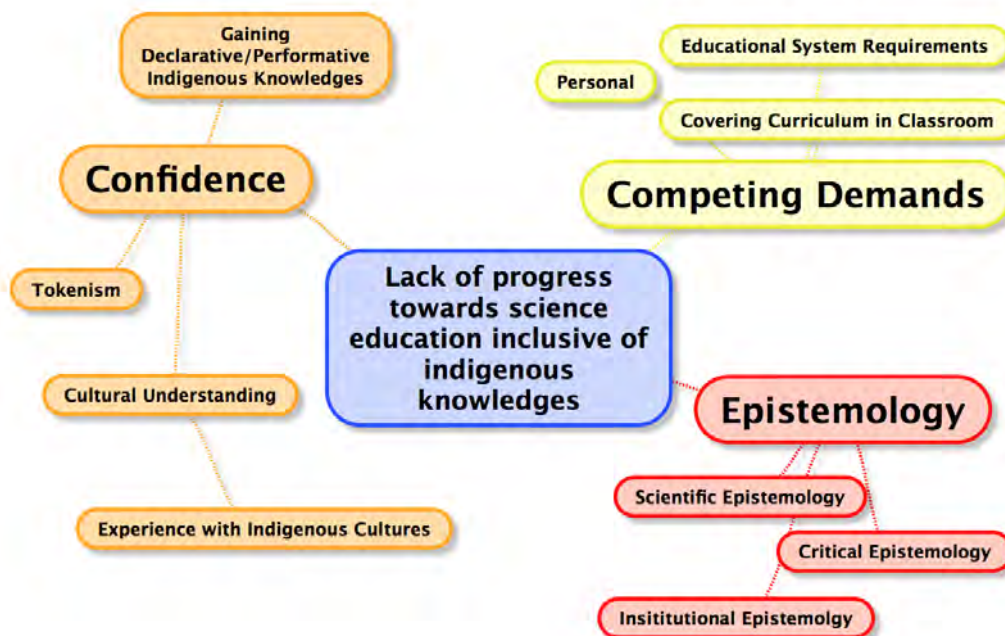 Gaining
Declarative/Performative
Indigenous Knowledges
Confidence
Tokenism
Cultural Understanding
Experience with Indigenous Cultures
Educational System Requirements
Personal
Covering Curriculum in Classroom
Competing Demands
Lack of progress
towards science
education inclusive of
indigenous
knowledges
Epistemology
Scientific Epistemology
Critical Epistemology
Insititutional Epistemolgy